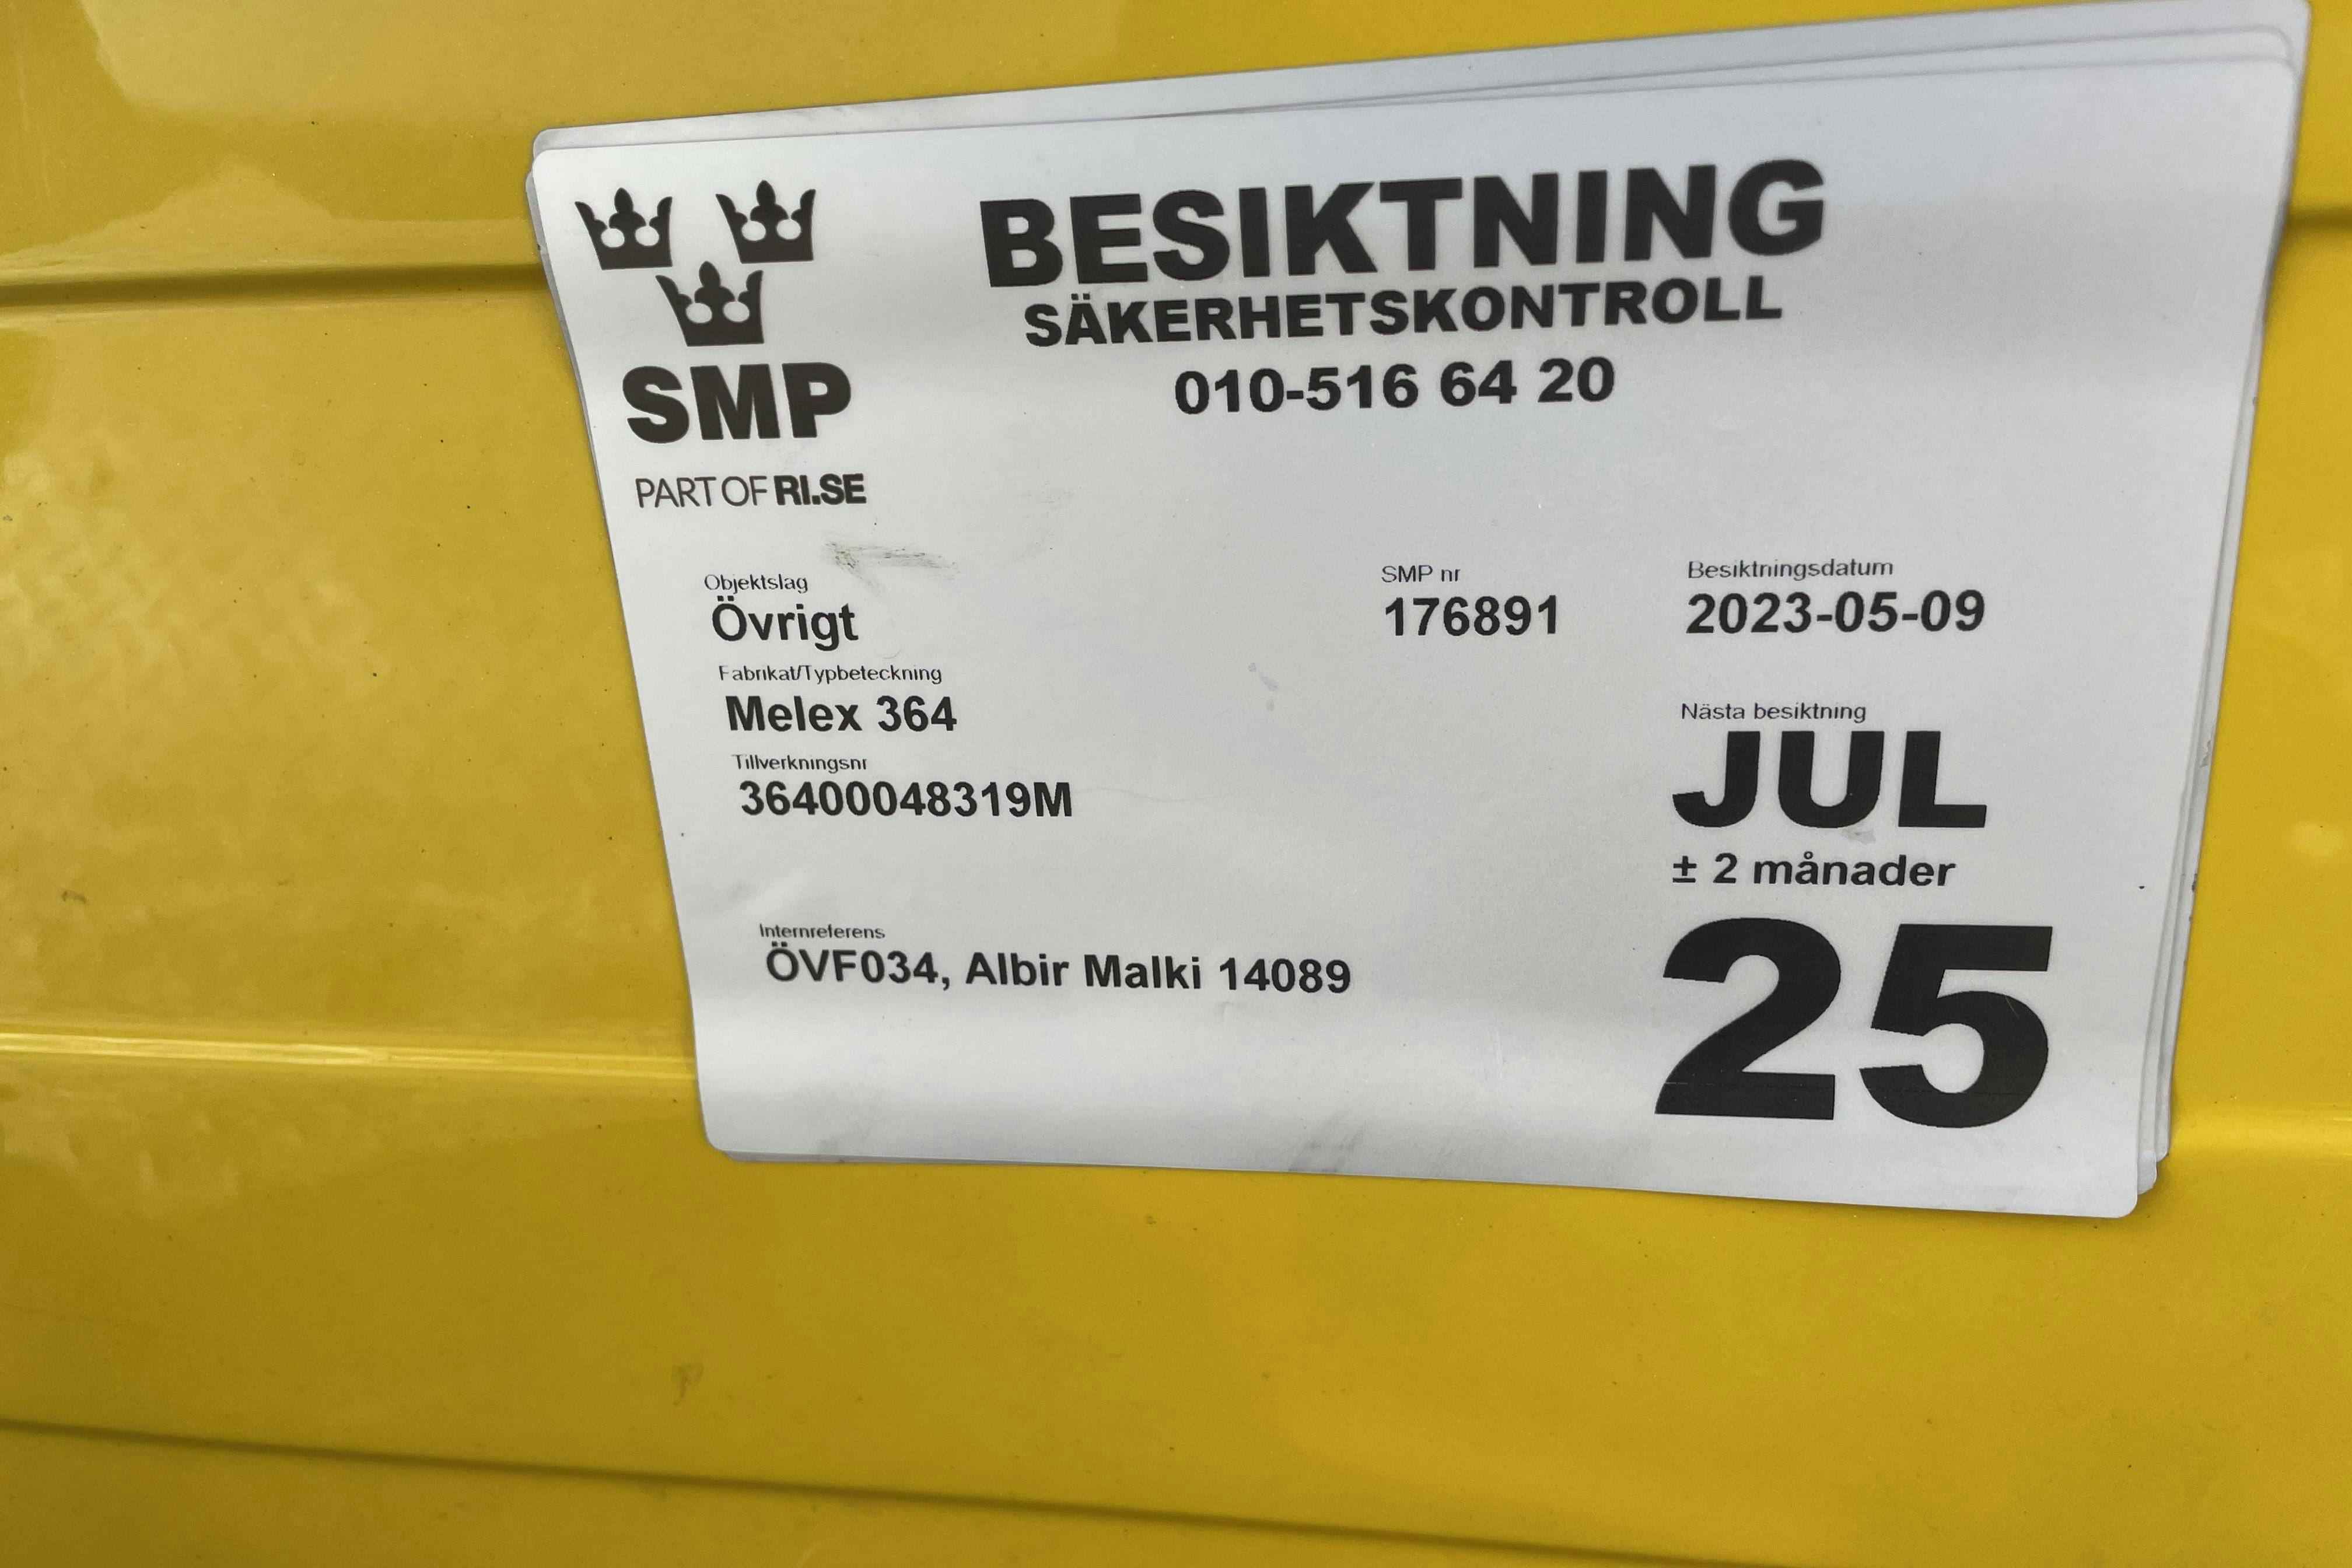 BESIKTNING
SÄKERHETSKONTROLL
010-516 64 20
SMP
PART OF RI.SE
Objektslag
Övrigt
SMP nr
176891
Besiktningsdatum
2023-05-09
Fabrikat/Typbeteckning
Melex 364
Tillverkningsnr
36400048319M
Nästa besiktning
JUL
± 2 månader
25
Internreferens
ÖVF034, Albir Malki 14089